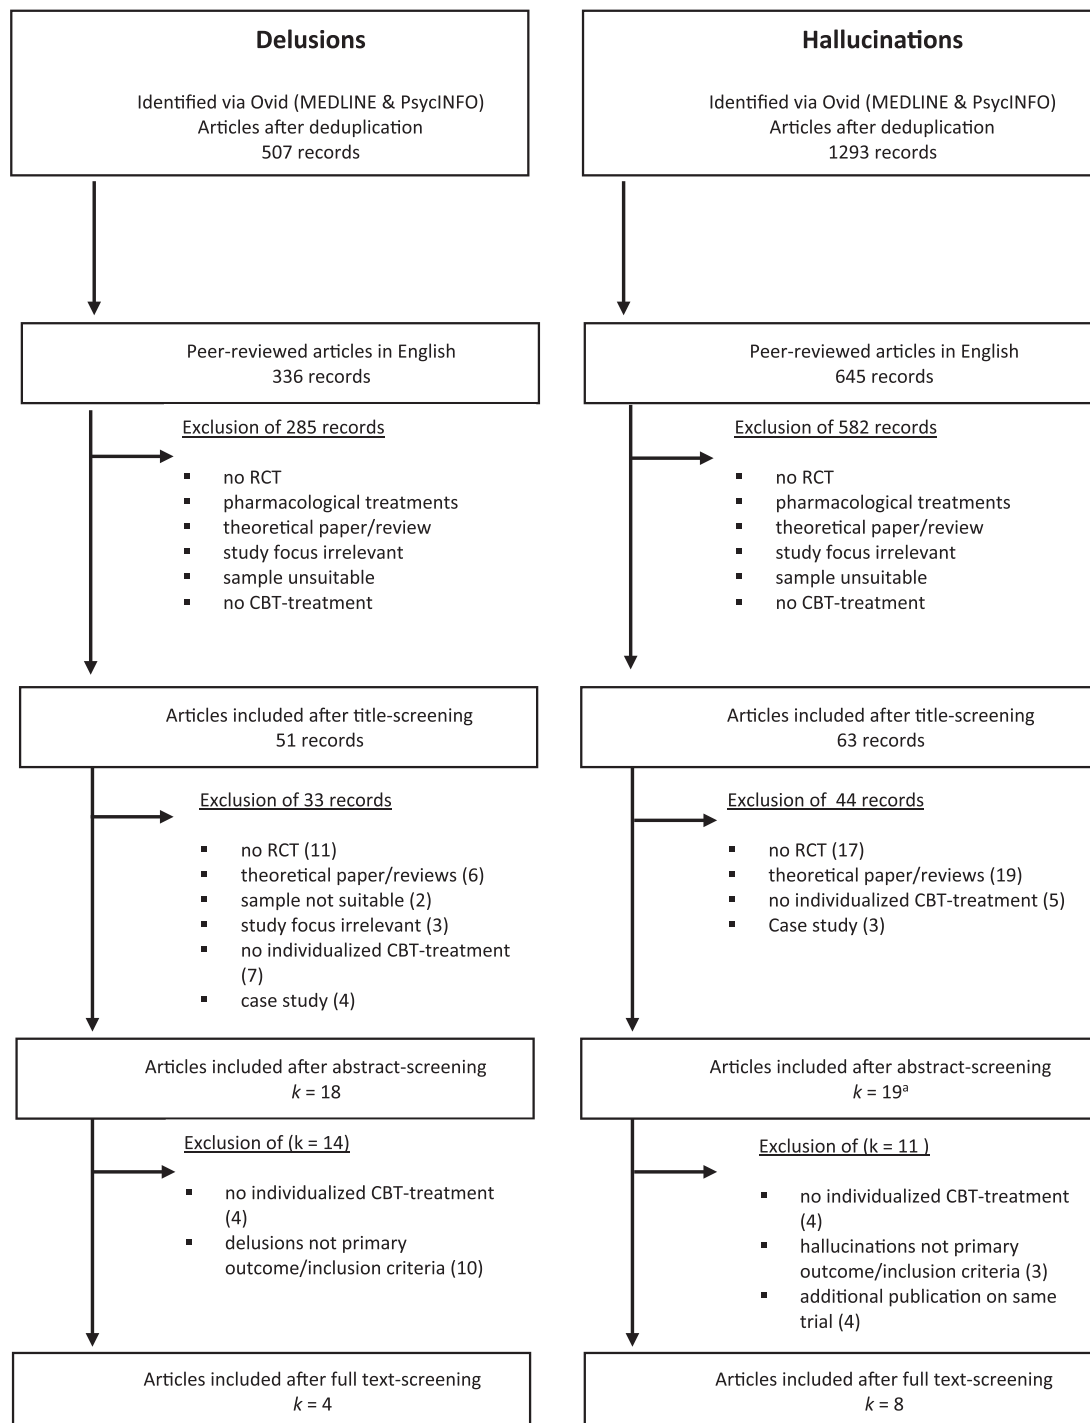 Delusions
Identified via Ovid (MEDLINE & PsycINFO)
Articles after deduplication
507 records
Peer-reviewed articles in English
336 records
Exclusion of 285 records
▪ no RCT
▪ pharmacological treatments
▪ theoretical paper/review
▪ study focus irrelevant
▪ sample unsuitable
▪ no CBT-treatment
Articles included after title-screening
51 records
Exclusion of 33 records
▪ no RCT (11)
▪ theoretical paper/reviews (6)
▪ sample not suitable (2)
▪ study focus irrelevant (3)
▪ no individualized CBT-treatment
(7)
▪ case study (4)
Articles included after abstract-screening
k = 18
Exclusion of (k = 14)
▪ no individualized CBT-treatment
(4)
▪ delusions not primary
outcome/inclusion criteria (10)
Articles included after full text-screening
k = 4
Hallucinations
Identified via Ovid (MEDLINE & PsycINFO)
Articles after deduplication
1293 records
Peer-reviewed articles in English
645 records
Exclusion of 582 records
▪ no RCT
▪ pharmacological treatments
▪ theoretical paper/review
▪ study focus irrelevant
▪ sample unsuitable
▪ no CBT-treatment
Articles included after title-screening
63 records
Exclusion of  44 records
▪ no RCT (17)
▪ theoretical paper/reviews (19)
▪ no individualized CBT-treatment (5)
▪ Case study (3)
Articles included after abstract-screening
k = 19ᵃ
Exclusion of (k = 11 )
▪ no individualized CBT-treatment
(4)
▪ hallucinations not primary
outcome/inclusion criteria (3)
▪ additional publication on same
trial (4)
Articles included after full text-screening
k = 8